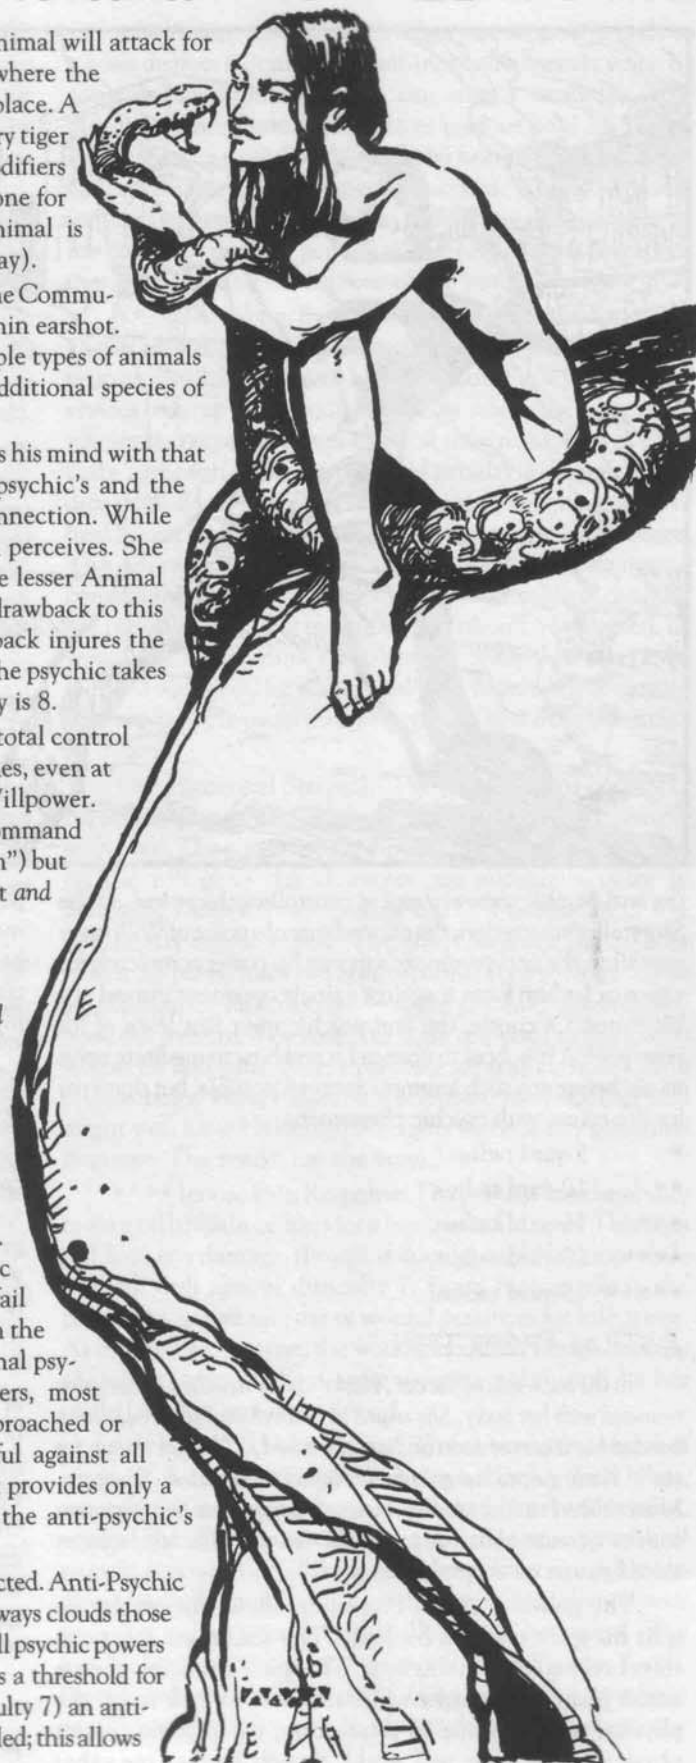 nimal will attack for
where the
place. A
ry tiger
difiers
one for
nimal is
ay).
ne Commu-
hin earshot.
ple types of animals
dditional species of
s his mind with that
psychic's and the
nnection. While
perceives. She
e lesser Animal
drawback to this
back injures the
he psychic takes
y is 8.
total control
es, even at
Willpower.
ommand
n") but
t and
c
ail
n the
nal psy-
ers, most
proached or
ful against all
t provides only a
the anti-psychic's
cted. Anti-Psychic
ways clouds those
ll psychic powers
s a threshold for
ulty 7) an anti-
led; this allows